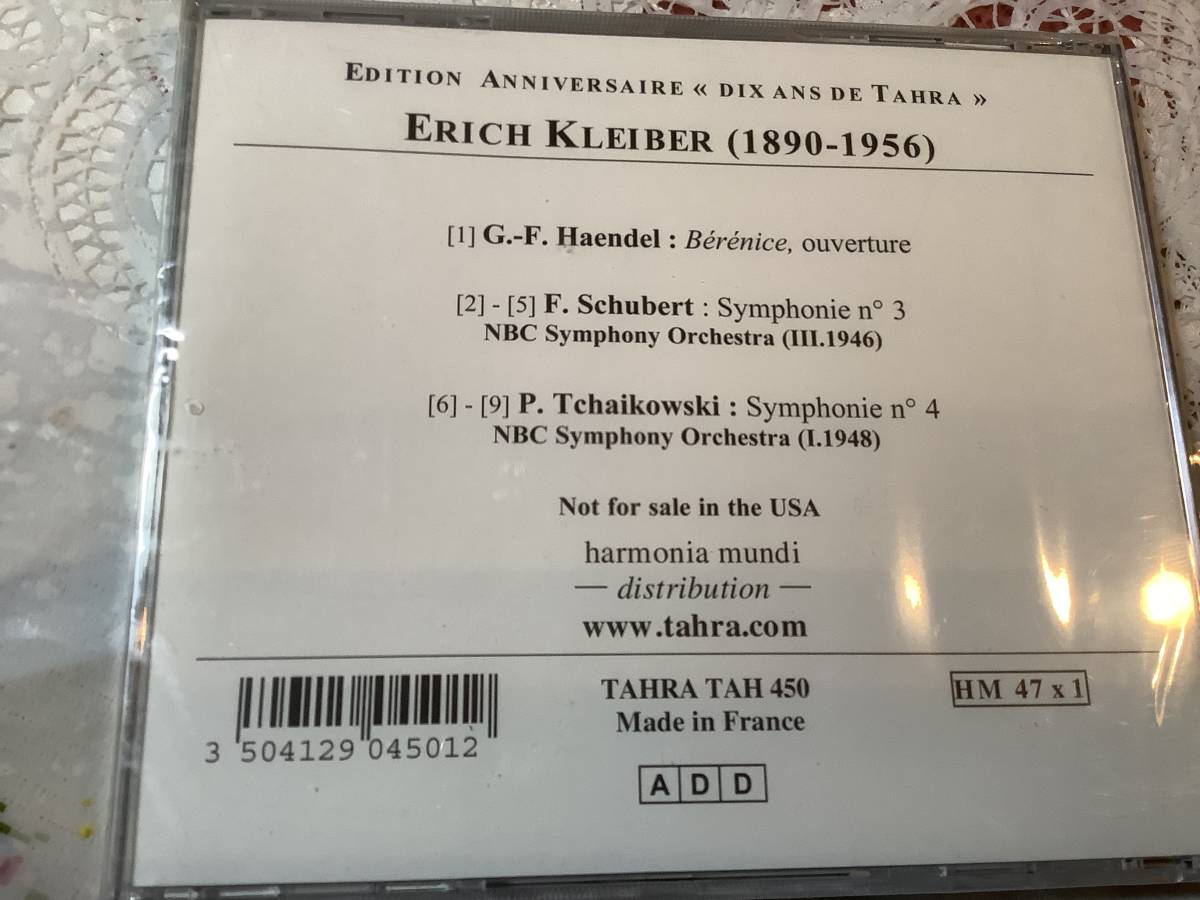 EDITION ANNIVERSAIRE « DIX ANS DE TAHRA »
ERICH KLEIBER (1890-1956)
[1] G.-F. Haendel : Bérénice, ouverture
[2] - [5] F. Schubert : Symphonie n° 3
NBC Symphony Orchestra (III.1946)
[6] - [9] P. Tchaikowski : Symphonie n° 4
NBC Symphony Orchestra (I.1948)
Not for sale in the USA
harmonia mundi
— distribution —
www.tahra.com
TAHRA TAH 450
HM 47 x 1
Made in France
3 504129 045012
A D D